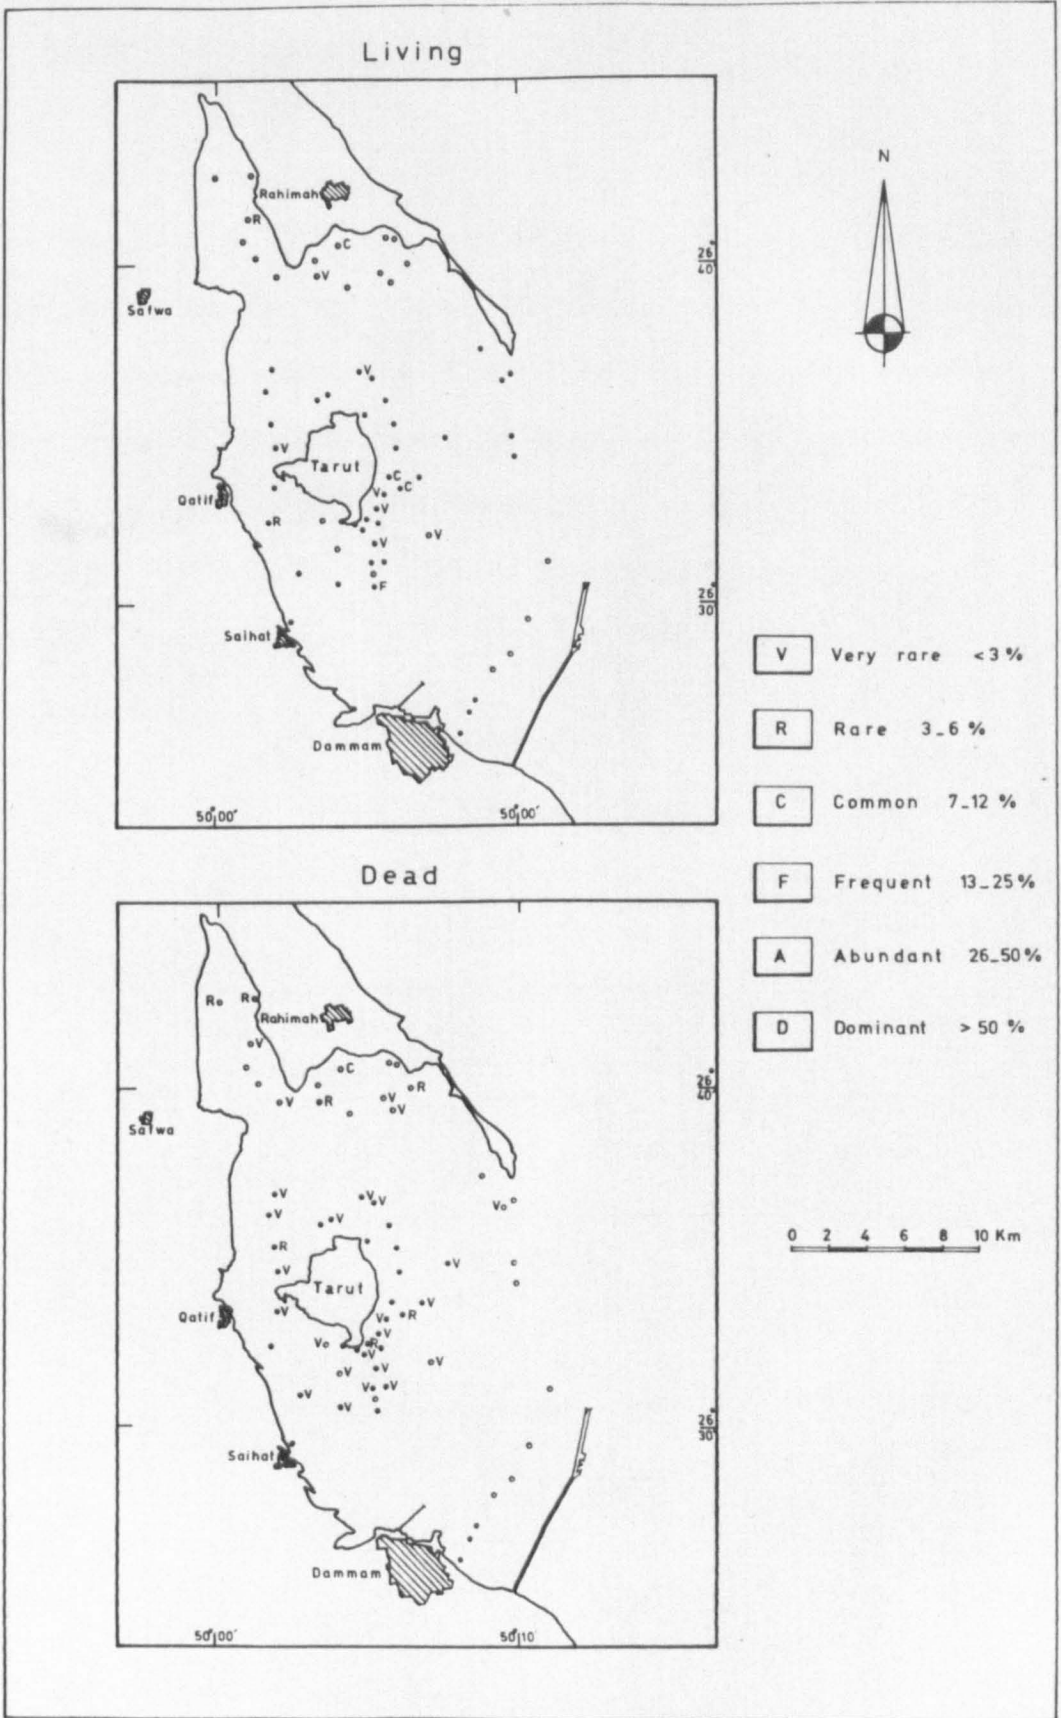 Living
N
Rahimah
R
C
26°
40'
V
Safwa
V
V
Tarut
C
C
V
Qatif
V
R
V
V
F
26°
30'
Saihat
Dammam
50°00'
50°00'
V Very rare <3%
R Rare 3_6%
C Common 7_12%
F Frequent 13_25%
A Abundant 26_50%
D Dominant >50%
Dead
R
R
Rahimah
V
C
26°
40'
R
V
R
V
V
Safwa
V
V
V
V
V
V
R
0 2 4 6 8 10 Km
V
V
Tarut
V
V
V
R
Qatif
V
V
V
R
V
V
V
V
V
V
V
V
26°
30'
Saihat
Dammam
50°00'
50°10'